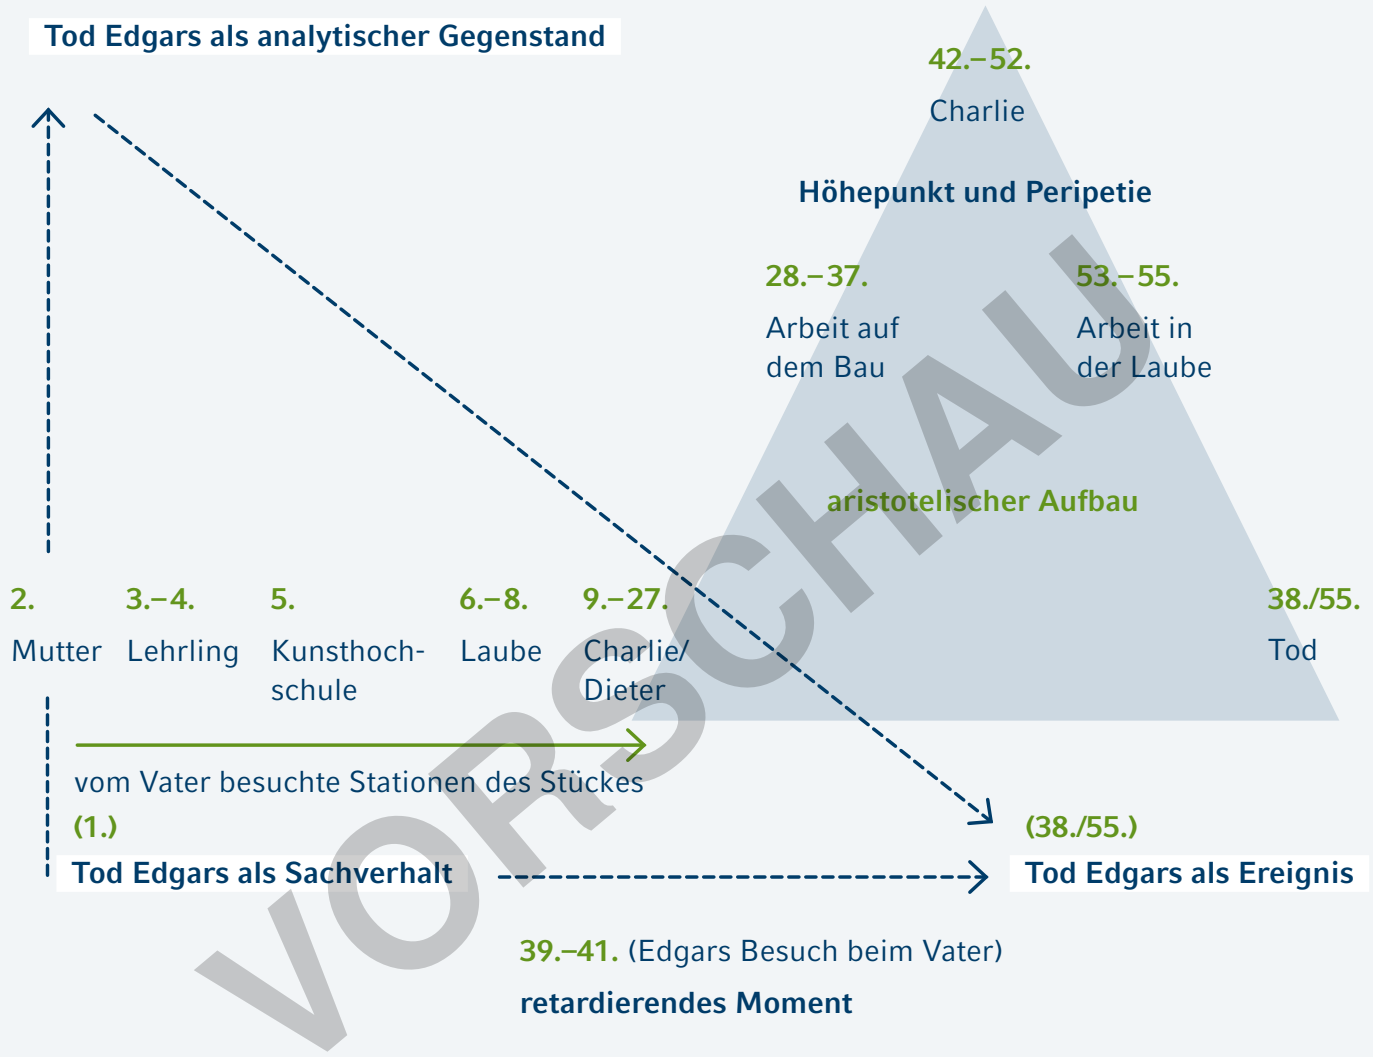 Tod Edgars als analytischer Gegenstand
42.–52.
Charlie
Höhepunkt und Peripetie
28.–37.
Arbeit auf
dem Bau
53.–55.
Arbeit in
der Laube
aristotelischer Aufbau
2.
Mutter
3.–4.
Lehrling
5.
Kunsthoch-
schule
6.–8.
Laube
9.–27.
Charlie/
Dieter
38./55.
Tod
vom Vater besuchte Stationen des Stückes
(1.)
Tod Edgars als Sachverhalt
(38./55.)
Tod Edgars als Ereignis
39.–41. (Edgars Besuch beim Vater)
retardierendes Moment
VORSCHAU